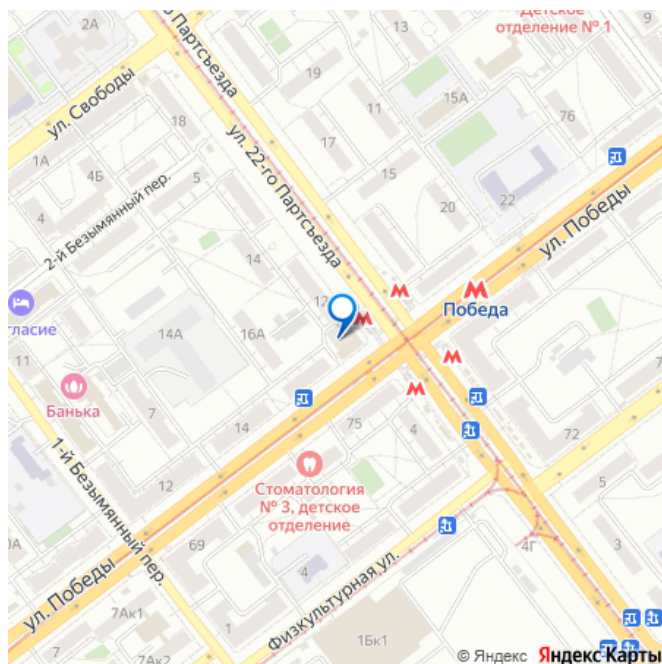 2А
о Партсъезда
Детское
отделение № 1
9
19
11
15А
7б
ул. Свободы
18
17
1А
4Б
5
15
ул. 22-го Партсъезда
20
22
4
2-й Безымянный пер.
ул. Победы
14
12
Победа
гласие
14А
16А
11
Банька
7
14
75
4
72
7
12
Стоматология
№ 3, детское
отделение
1-й Безымянный пер.
0А
69
4
4Г
3
Физкультурная ул.
ул. Победы
7Ак1
1
1Бк1
5
7Ак2
© Яндекс Яндекс Карты